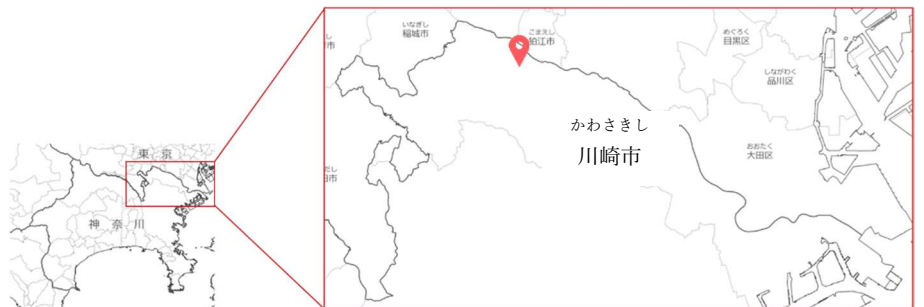 東京
神奈川
いなぎし
稲城市
こまえし
狛江市
めぐろく
目黒区
しながわく
品川区
かわさきし
川崎市
おおたく
大田区